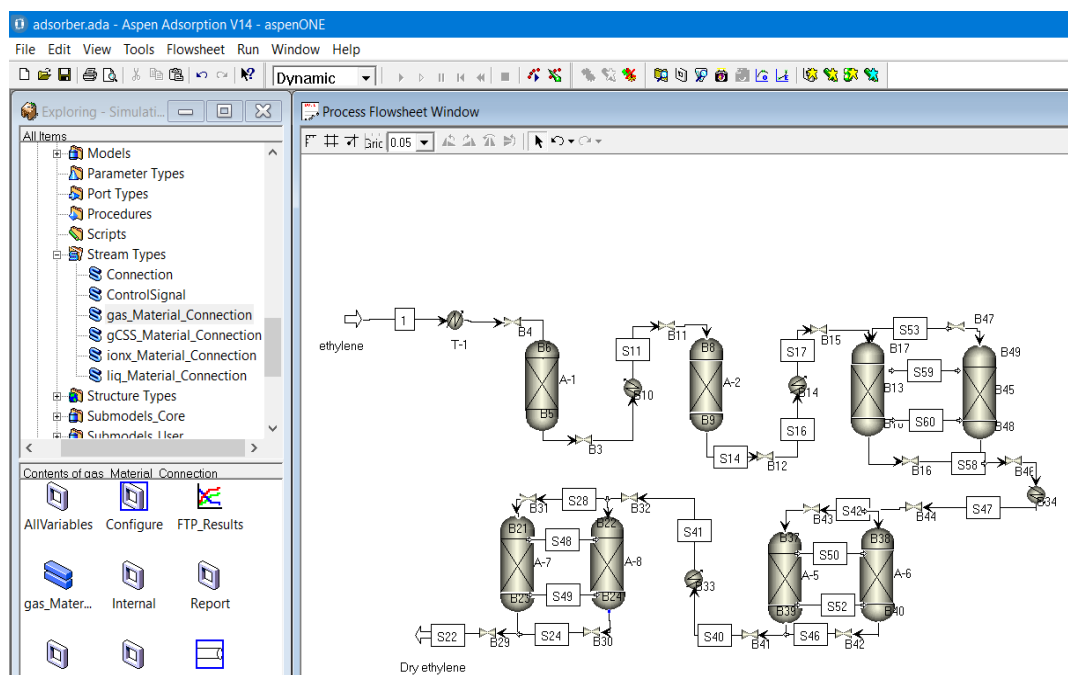 adsorber.ada - Aspen Adsorption V14 - aspenONE
File Edit View Tools Flowsheet Run Window Help
Dynamic
Exploring - Simulati...
All Items
Models
Parameter Types
Port Types
Procedures
Scripts
Stream Types
Connection
ControlSignal
gas_Material_Connection
gCSS_Material_Connection
ionx_Material_Connection
liq_Material_Connection
Structure Types
Submodels_Core
Submodels_User
Contents of gas_Material_Connection
AllVariables Configure FTP_Results
gas_Mater... Internal Report
Process Flowsheet Window
Gric 0.05
ethylene
1
T-1
B4
B6
A-1
B5
B3
S11
B10
B11
B8
A-2
B9
S14
B12
S16
B14
S17
B15
B17
B13
B16
S53
B47
B49
S59
B45
S60
B48
S58
B46
B34
S47
B44
S42
B43
B37
B38
S50
A-5
A-6
S52
B39
B40
S46
B42
B41
S40
B33
S41
B32
S28
B31
B21
B22
S48
A-7
A-8
S49
B23
B24
S24
B30
B29
S22
Dry ethylene